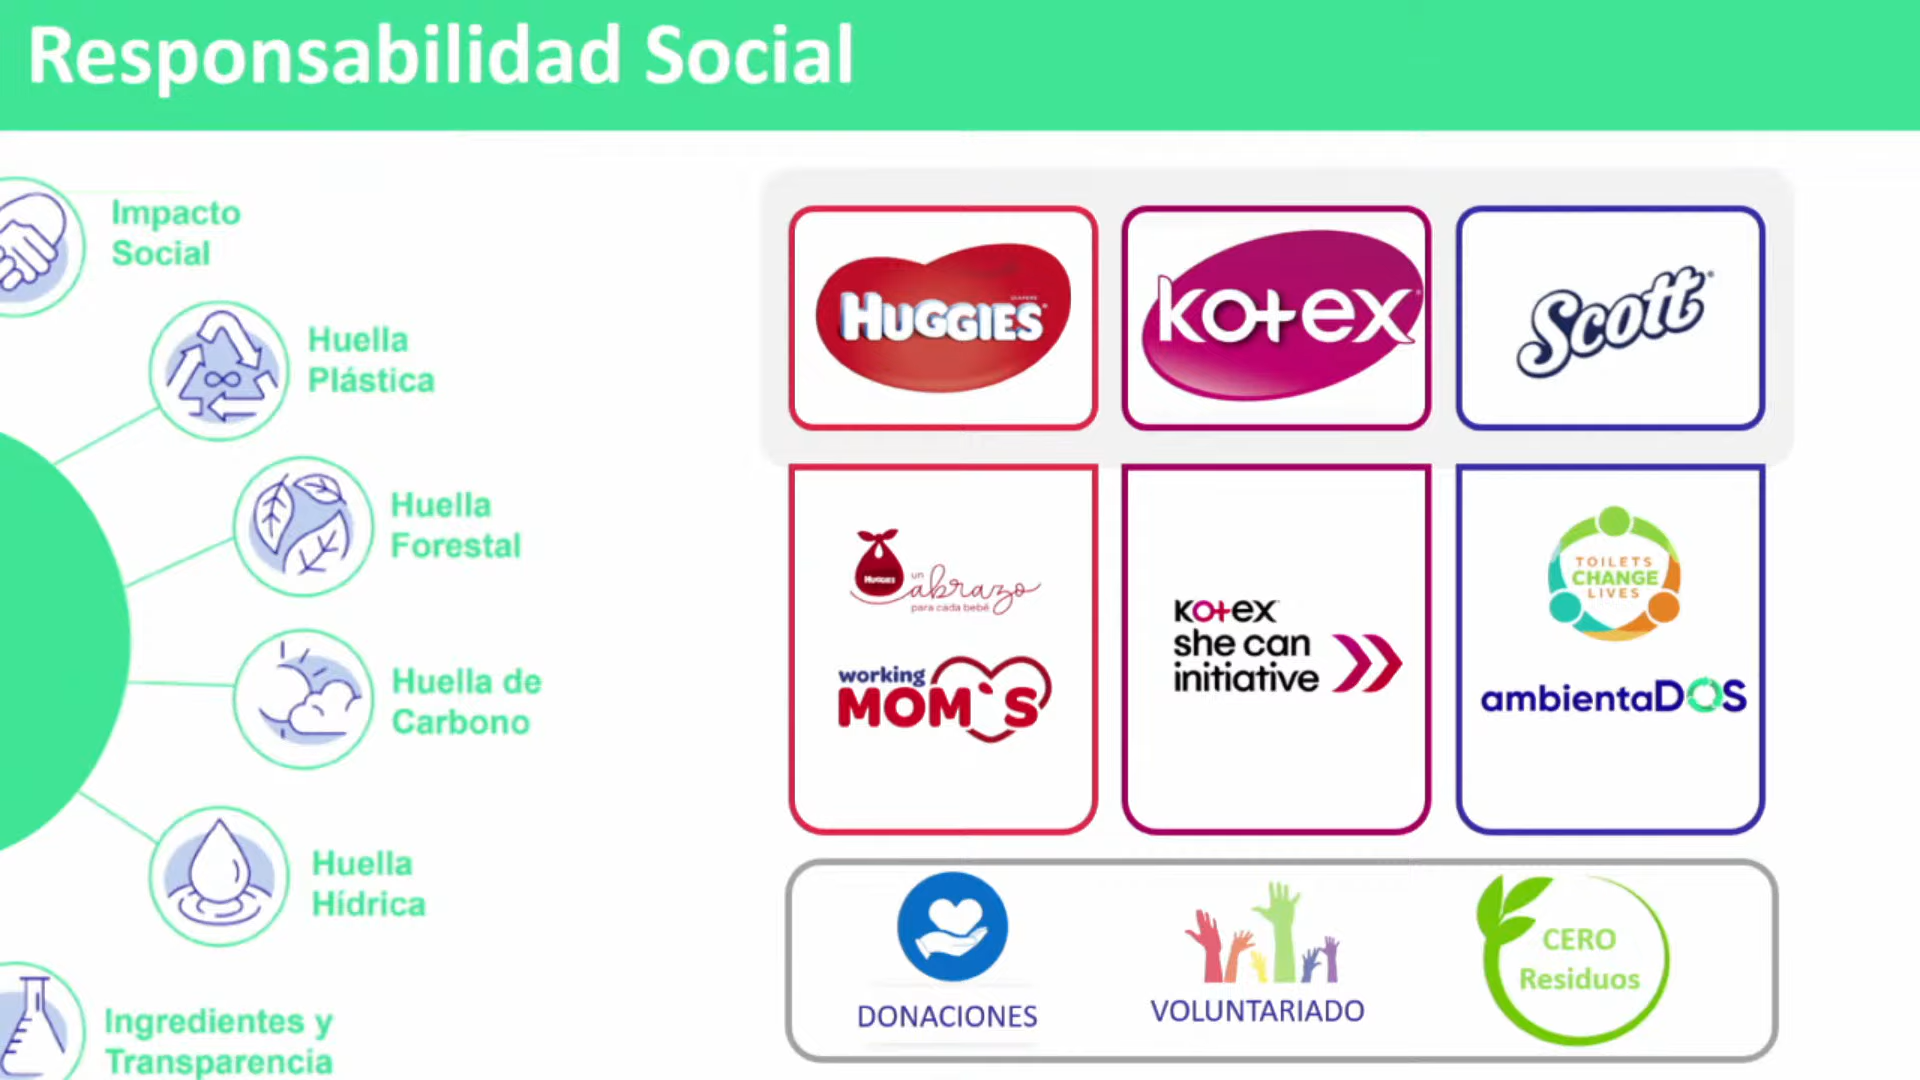 Responsabilidad Social
Impacto
Social
Huella
Plástica
Huella
Forestal
Huella de
Carbono
Huella
Hídrica
Ingredientes y
Transparencia
HUGGIES
kotex
Scott
HUGGIES
un
abrazo
para cada bebé
working
MOM`S
Kotex
she can
initiative
TOILETS
CHANGE
LIVES
ambientaDOS
DONACIONES
VOLUNTARIADO
CERO
Residuos